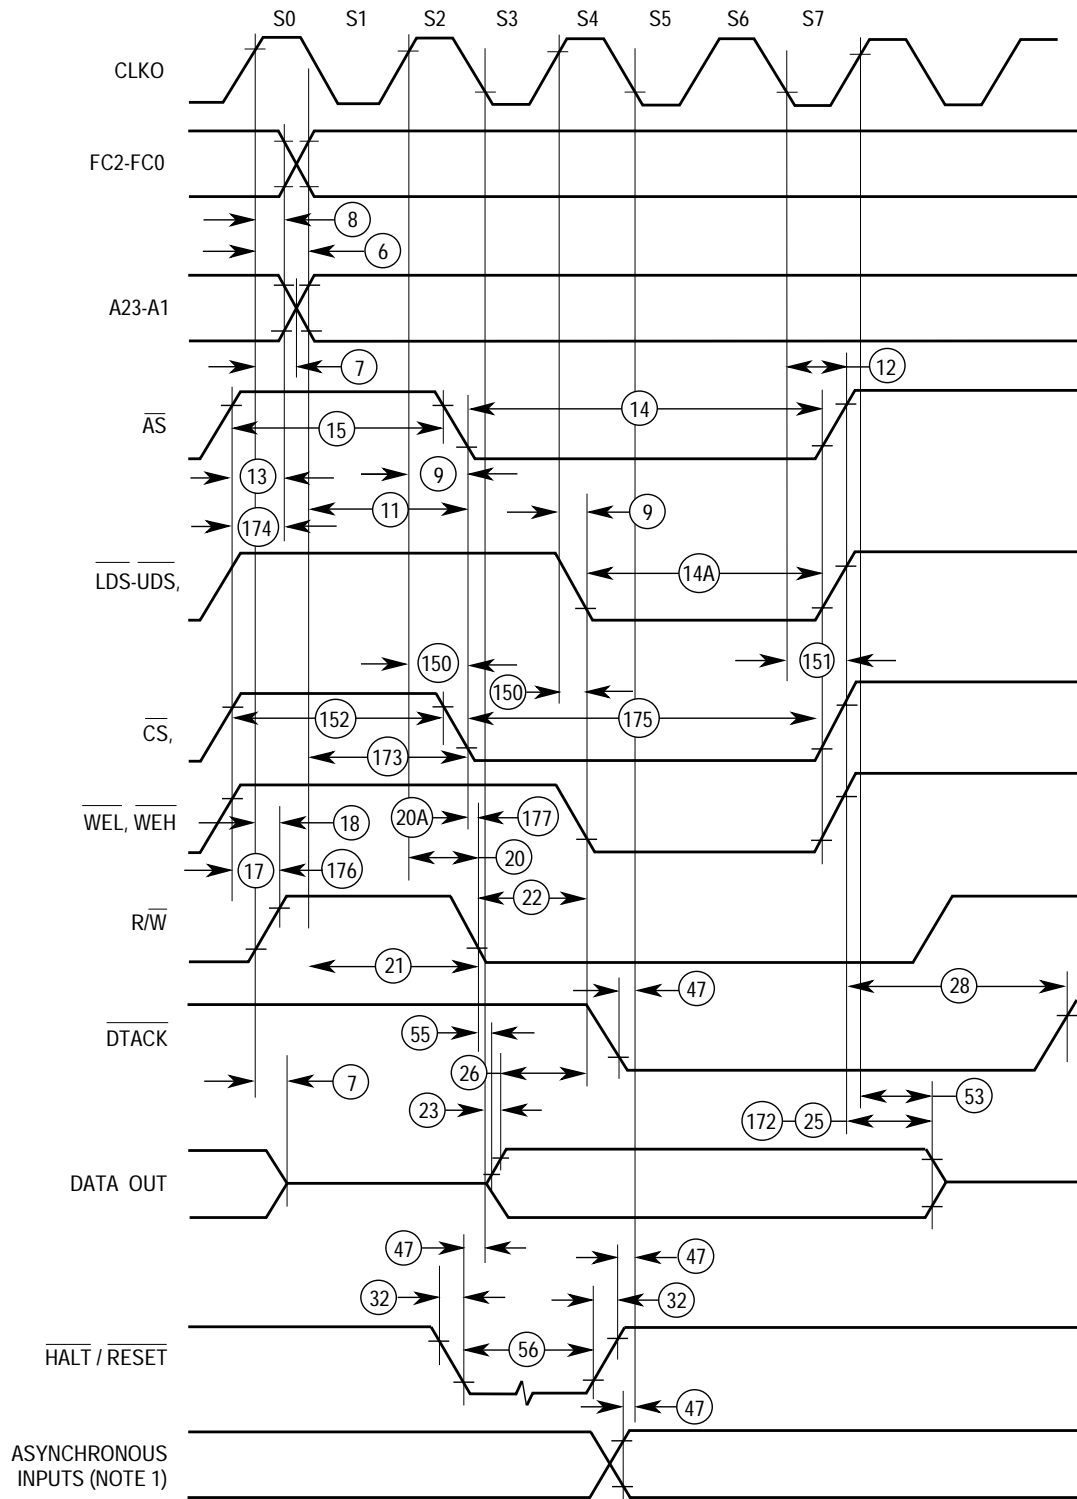 S0 S1 S2 S3 S4 S5 S6 S7
CLKO
FC2-FC0
8
6
A23-A1
7
12
AS
14
15
13
9
11
9
174
LDS-UDS,
14A
150
151
150
152
175
CS,
173
WEL, WEH
18
20A
177
20
17
176
22
R/W
21
47
28
DTACK
55
26
7
23
53
172
25
DATA OUT
47
47
32
32
HALT / RESET
56
47
ASYNCHRONOUS
INPUTS (NOTE 1)